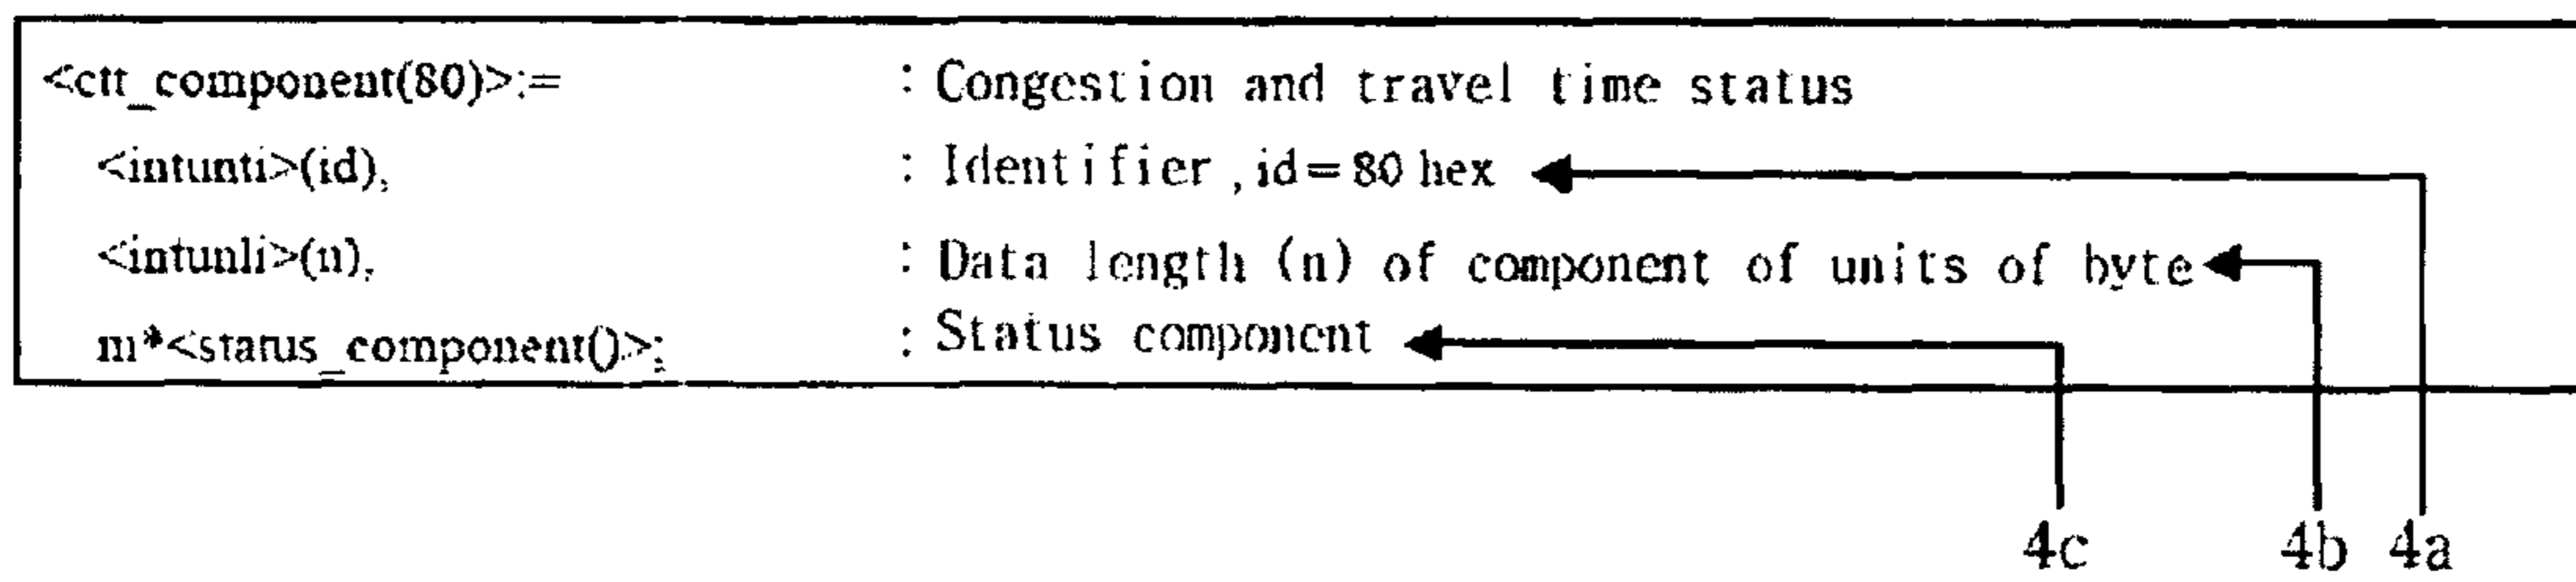 <ctt_component(80)>:= : Congestion and travel time status
<intunti>(id), : Identifier, id=80 hex
<intunli>(n), : Data length (n) of component of units of byte
m*<status_component()>; : Status component
4c 4b 4a